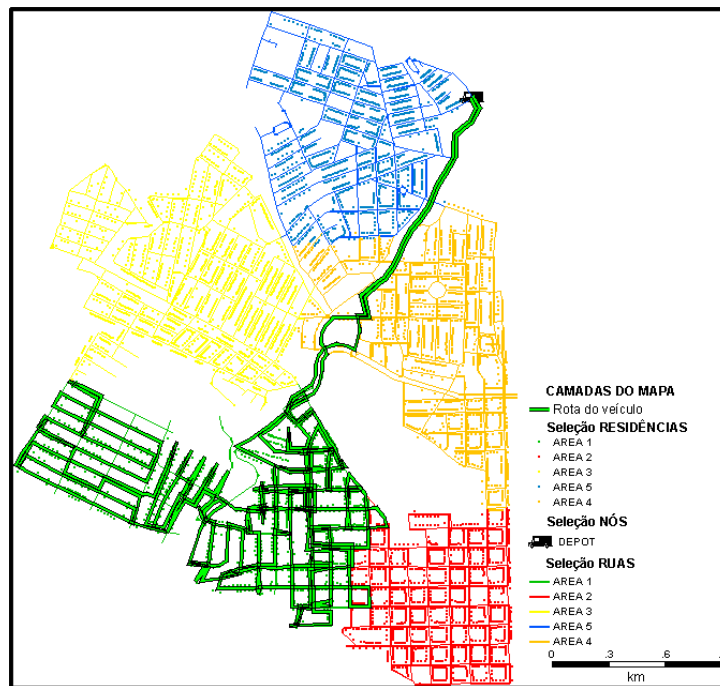 CAMADAS DO MAPA
Rota do veículo
Seleção RESIDÊNCIAS
AREA 1
AREA 2
AREA 3
AREA 5
AREA 4
Seleção NÓS
DEPOT
Seleção RUAS
AREA 1
AREA 2
AREA 3
AREA 5
AREA 4
0 .3 .6
km